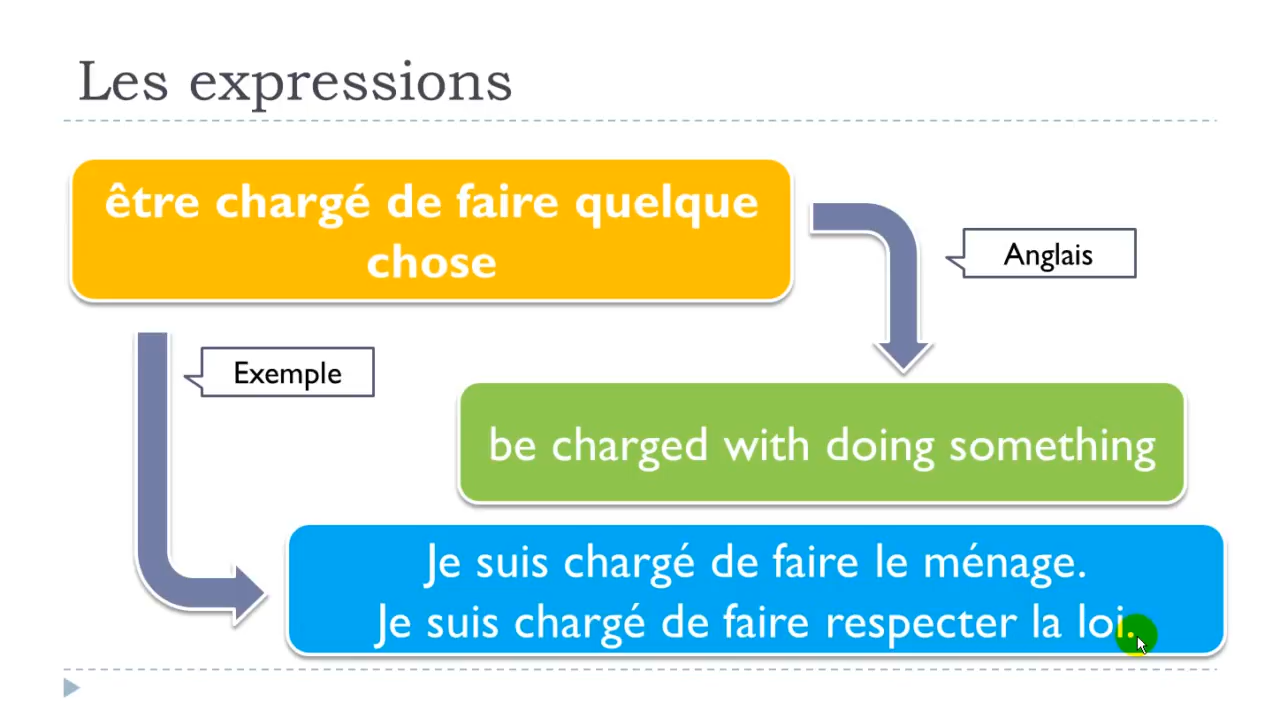 Les expressions
être chargé de faire quelque
chose
Anglais
Exemple
be charged with doing something
Je suis chargé de faire le ménage.
Je suis chargé de faire respecter la loi.